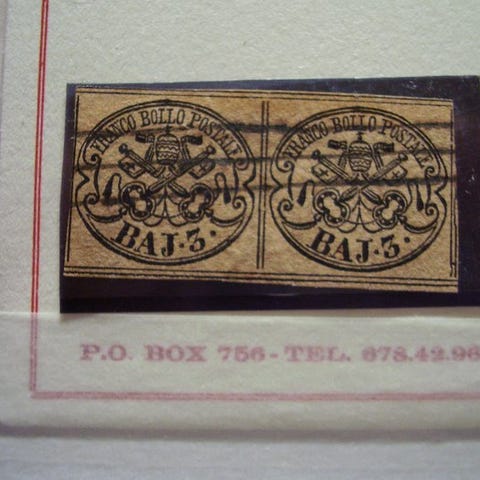 FRANCO BOLLO POSTALE
BAJ·3·
FRANCO BOLLO POSTALE
BAJ·3·
P.O. BOX 756 - TEL. 678.42.96